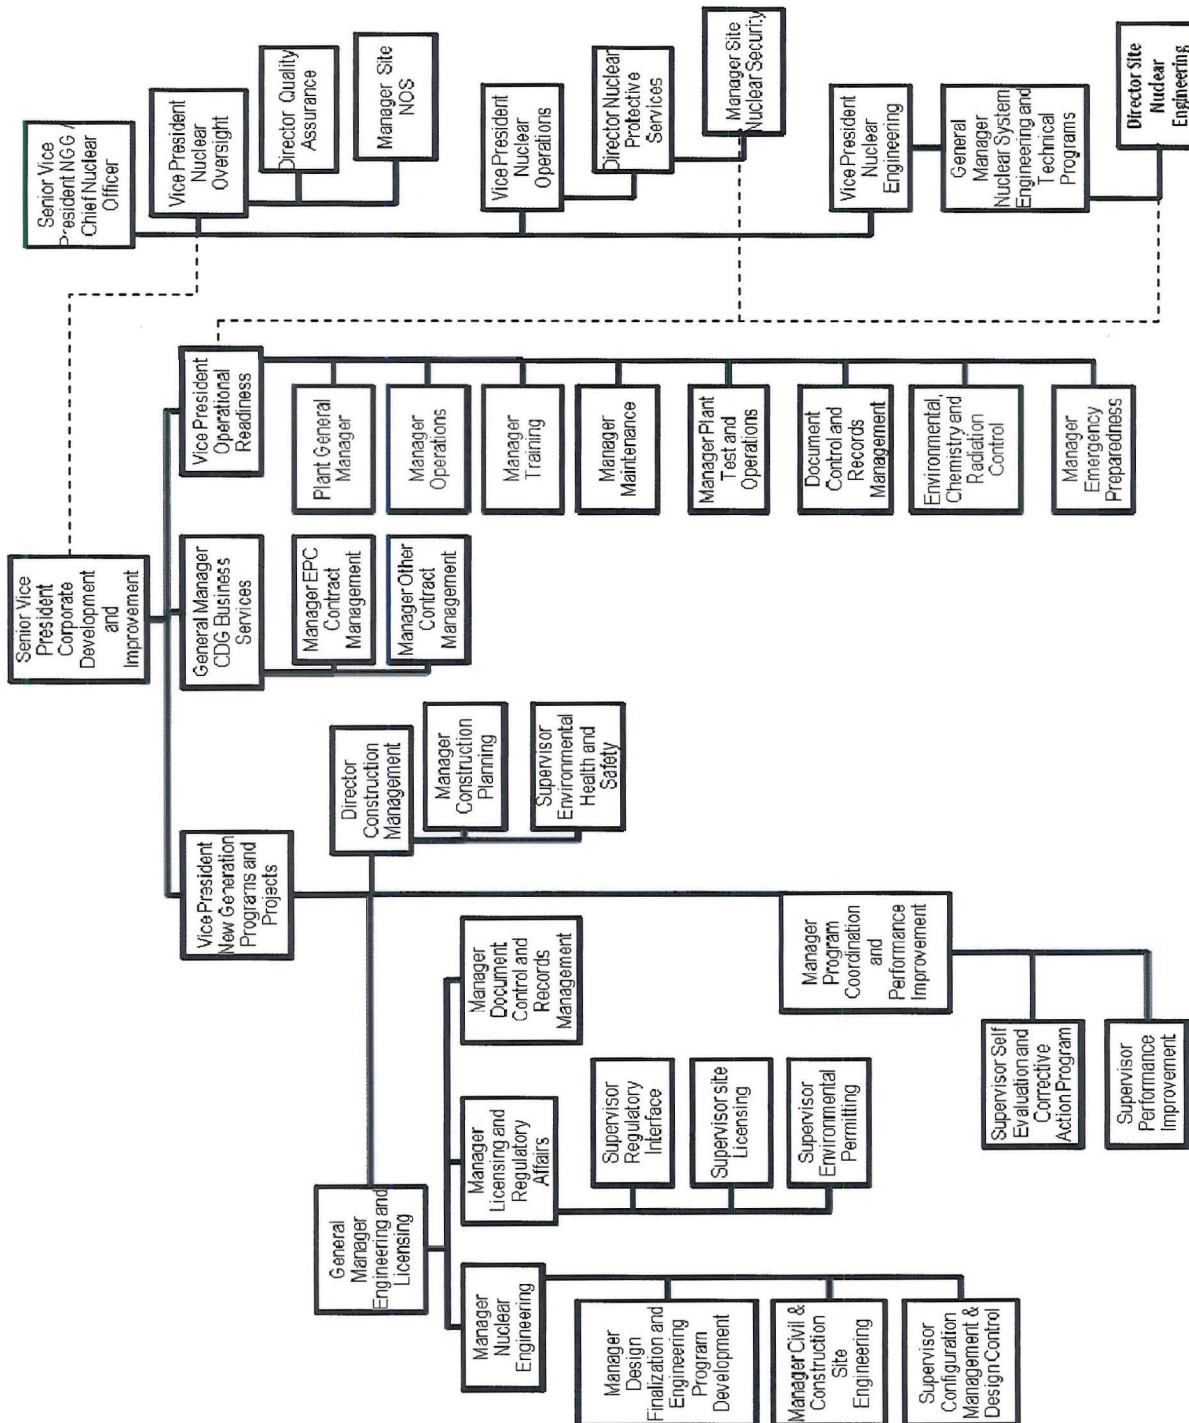 Senior Vice
President
Corporate
Development
and
Improvement
Senior Vice
President NGG /
Chief Nuclear
Officer
Vice President
New Generation
Programs and
Projects
General Manager
CDG Business
Services
Vice President
Operational
Readiness
Vice President
Nuclear
Oversight
Director Quality
Assurance
Manager Site
NOS
Vice President
Nuclear
Operations
Director Nuclear
Protective
Services
Manager Site
Nuclear Security
Vice President
Nuclear
Engineering
General
Manager
Nuclear System
Engineering and
Technical
Programs
Director Site
Nuclear
Engineering
Plant General
Manager
Manager
Operations
Manager
Training
Manager
Maintenance
Manager Plant
Test and
Operations
Document
Control and
Records
Management
Environmental,
Chemistry and
Radiation
Control
Manager
Emergency
Preparedness
Manager EPC
Contract
Management
Manager Other
Contract
Management
Director
Construction
Management
Manager
Construction
Planning
Supervisor
Environmental
Health and
Safety
General
Manager
Engineering and
Licensing
Manager
Nuclear
Engineering
Manager
Licensing and
Regulatory
Affairs
Manager
Document
Control and
Records
Management
Manager
Design
Finalization and
Engineering
Program
Development
Manager Civil &
Construction
Site
Engineering
Supervisor
Configuration
Management &
Design Control
Supervisor
Regulatory
Interface
Supervisor site
Licensing
Supervisor
Environmental
Permitting
Manager
Program
Coordination
and
Performance
Improvement
Supervisor Self
Evaluation and
Corrective
Action Program
Supervisor
Performance
Improvement